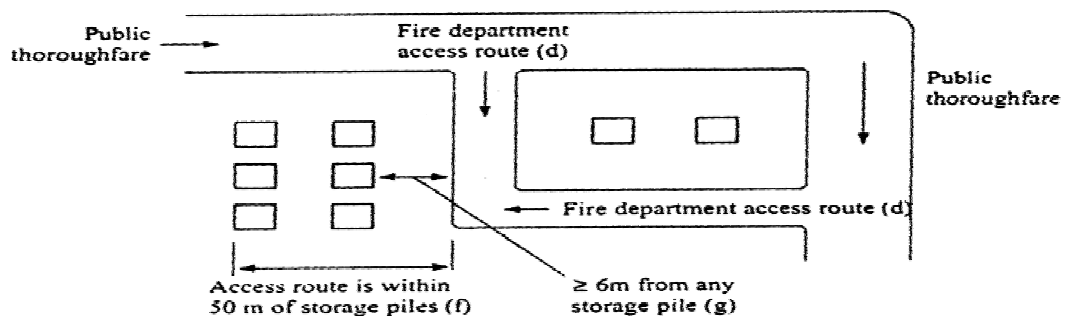 Public
thoroughfare
Fire department
access route (d)
Public
thoroughfare
Fire department access route (d)
Access route is within
50 m of storage piles (f)
≥ 6m from any
storage pile (g)